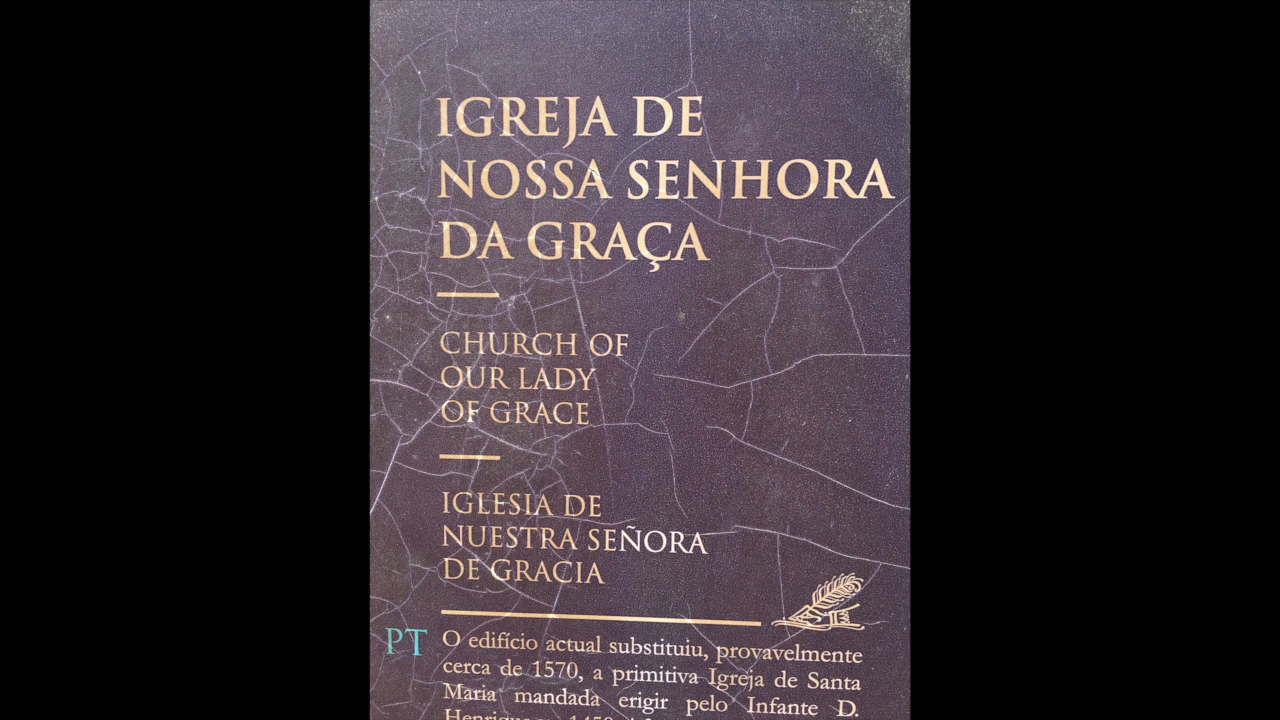 IGREJA DE
NOSSA SENHORA
DA GRAÇA
CHURCH OF
OUR LADY
OF GRACE
IGLESIA DE
NUESTRA SEÑORA
DE GRACIA
PT O edifício actual substituiu, provavelmente
cerca de 1570, a primitiva Igreja de Santa
Maria mandada erigir pelo Infante D.